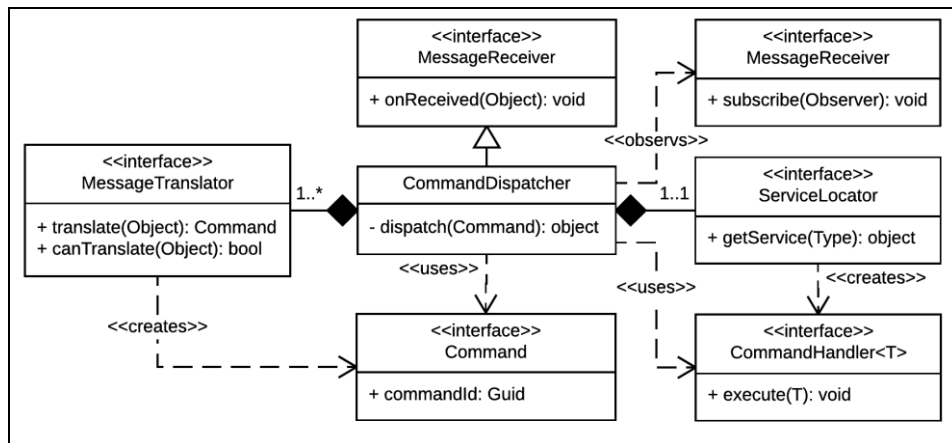 <<interface>>
MessageReceiver
+ onReceived(Object): void
<<interface>>
MessageReceiver
+ subscribe(Observer): void
<<observs>>
<<interface>>
MessageTranslator
+ translate(Object): Command
+ canTranslate(Object): bool
1..*
CommandDispatcher
- dispatch(Command): object
1..1
<<interface>>
ServiceLocator
+ getService(Type): object
<<uses>>
<<uses>>
<<creates>>
<<creates>>
<<interface>>
Command
+ commandId: Guid
<<interface>>
CommandHandler<T>
+ execute(T): void